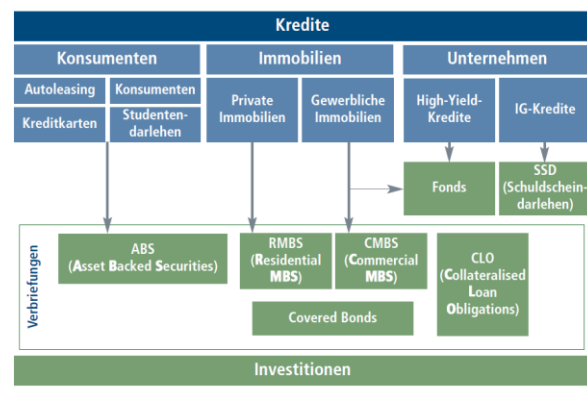 Kredite
Konsumenten
Immobilien
Unternehmen
Autoleasing
Konsumenten
Kreditkarten
Studenten-
darlehen
Private
Immobilien
Gewerbliche
Immobilien
High-Yield-
Kredite
IG-Kredite
Fonds
SSD
(Schuldschein-
darlehen)
Verbriefungen
ABS
(Asset Backed Securities)
RMBS
(Residential
MBS)
CMBS
(Commercial
MBS)
CLO
(Collateralised
Loan
Obligations)
Covered Bonds
Investitionen